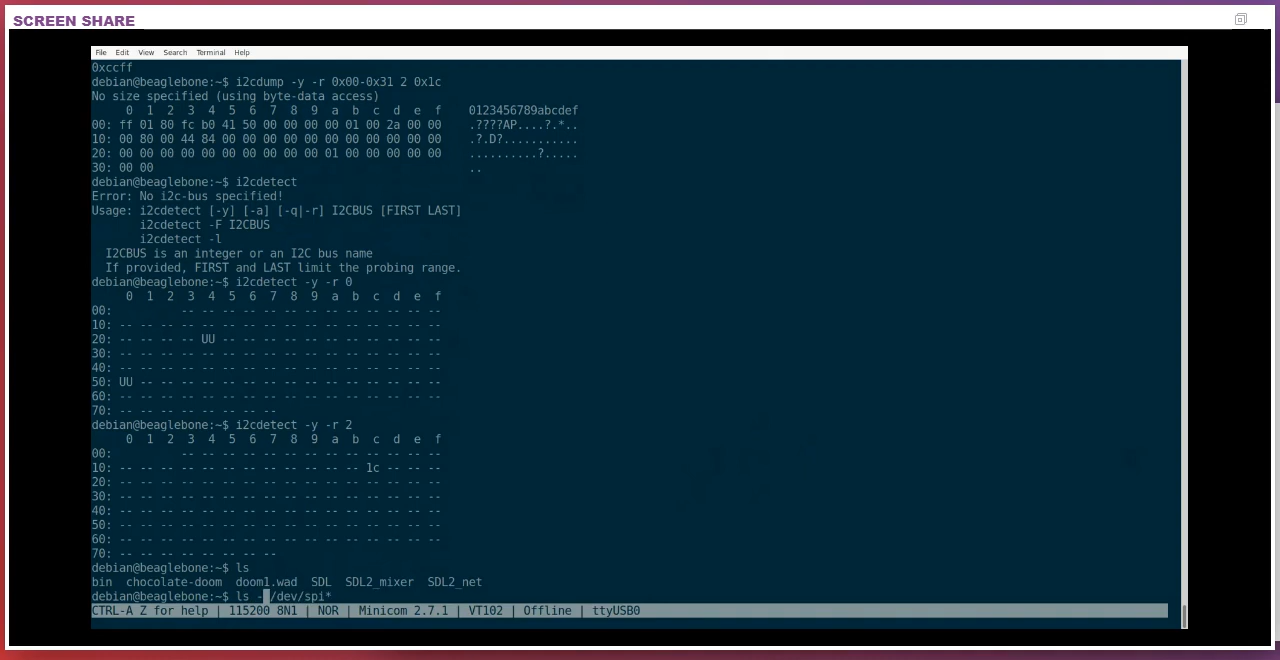 SCREEN SHARE
File Edit View Search Terminal Help
0xccff
debian@beaglebone:~$ i2cdump -y -r 0x00-0x31 2 0x1c
No size specified (using byte-data access)
     0  1  2  3  4  5  6  7  8  9  a  b  c  d  e  f    0123456789abcdef
00: ff 01 80 fc b0 41 50 00 00 00 00 01 00 2a 00 00    .????AP....?.*..
10: 00 80 00 44 84 00 00 00 00 00 00 00 00 00 00 00    .?.D?...........
20: 00 00 00 00 00 00 00 00 00 00 01 00 00 00 00 00    ..........?.....
30: 00 00                                              ..
debian@beaglebone:~$ i2cdetect
Error: No i2c-bus specified!
Usage: i2cdetect [-y] [-a] [-q|-r] I2CBUS [FIRST LAST]
       i2cdetect -F I2CBUS
       i2cdetect -l
  I2CBUS is an integer or an I2C bus name
  If provided, FIRST and LAST limit the probing range.
debian@beaglebone:~$ i2cdetect -y -r 0
     0  1  2  3  4  5  6  7  8  9  a  b  c  d  e  f
00:          -- -- -- -- -- -- -- -- -- -- -- -- --
10: -- -- -- -- -- -- -- -- -- -- -- -- -- -- -- --
20: -- -- -- -- UU -- -- -- -- -- -- -- -- -- -- --
30: -- -- -- -- -- -- -- -- -- -- -- -- -- -- -- --
40: -- -- -- -- -- -- -- -- -- -- -- -- -- -- -- --
50: UU -- -- -- -- -- -- -- -- -- -- -- -- -- -- --
60: -- -- -- -- -- -- -- -- -- -- -- -- -- -- -- --
70: -- -- -- -- -- -- -- --
debian@beaglebone:~$ i2cdetect -y -r 2
     0  1  2  3  4  5  6  7  8  9  a  b  c  d  e  f
00:          -- -- -- -- -- -- -- -- -- -- -- -- --
10: -- -- -- -- -- -- -- -- -- -- -- -- 1c -- -- --
20: -- -- -- -- -- -- -- -- -- -- -- -- -- -- -- --
30: -- -- -- -- -- -- -- -- -- -- -- -- -- -- -- --
40: -- -- -- -- -- -- -- -- -- -- -- -- -- -- -- --
50: -- -- -- -- -- -- -- -- -- -- -- -- -- -- -- --
60: -- -- -- -- -- -- -- -- -- -- -- -- -- -- -- --
70: -- -- -- -- -- -- -- --
debian@beaglebone:~$ ls
bin  chocolate-doom  doom1.wad  SDL  SDL2_mixer  SDL2_net
debian@beaglebone:~$ ls - /dev/spi*
CTRL-A Z for help | 115200 8N1 | NOR | Minicom 2.7.1 | VT102 | Offline | ttyUSB0